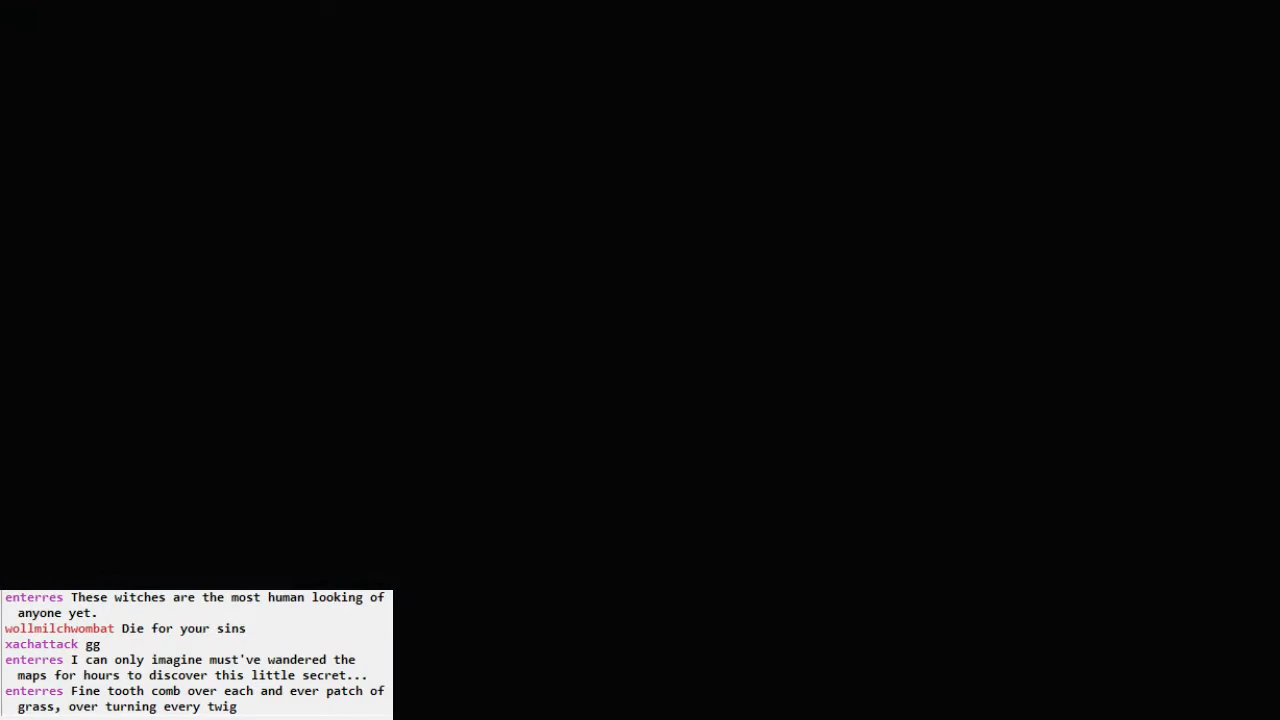 enterres These witches are the most human looking of
anyone yet.
wollmilchwombat Die for your sins
xachattack gg
enterres I can only imagine must've wandered the
maps for hours to discover this little secret...
enterres Fine tooth comb over each and ever patch of
grass, over turning every twig